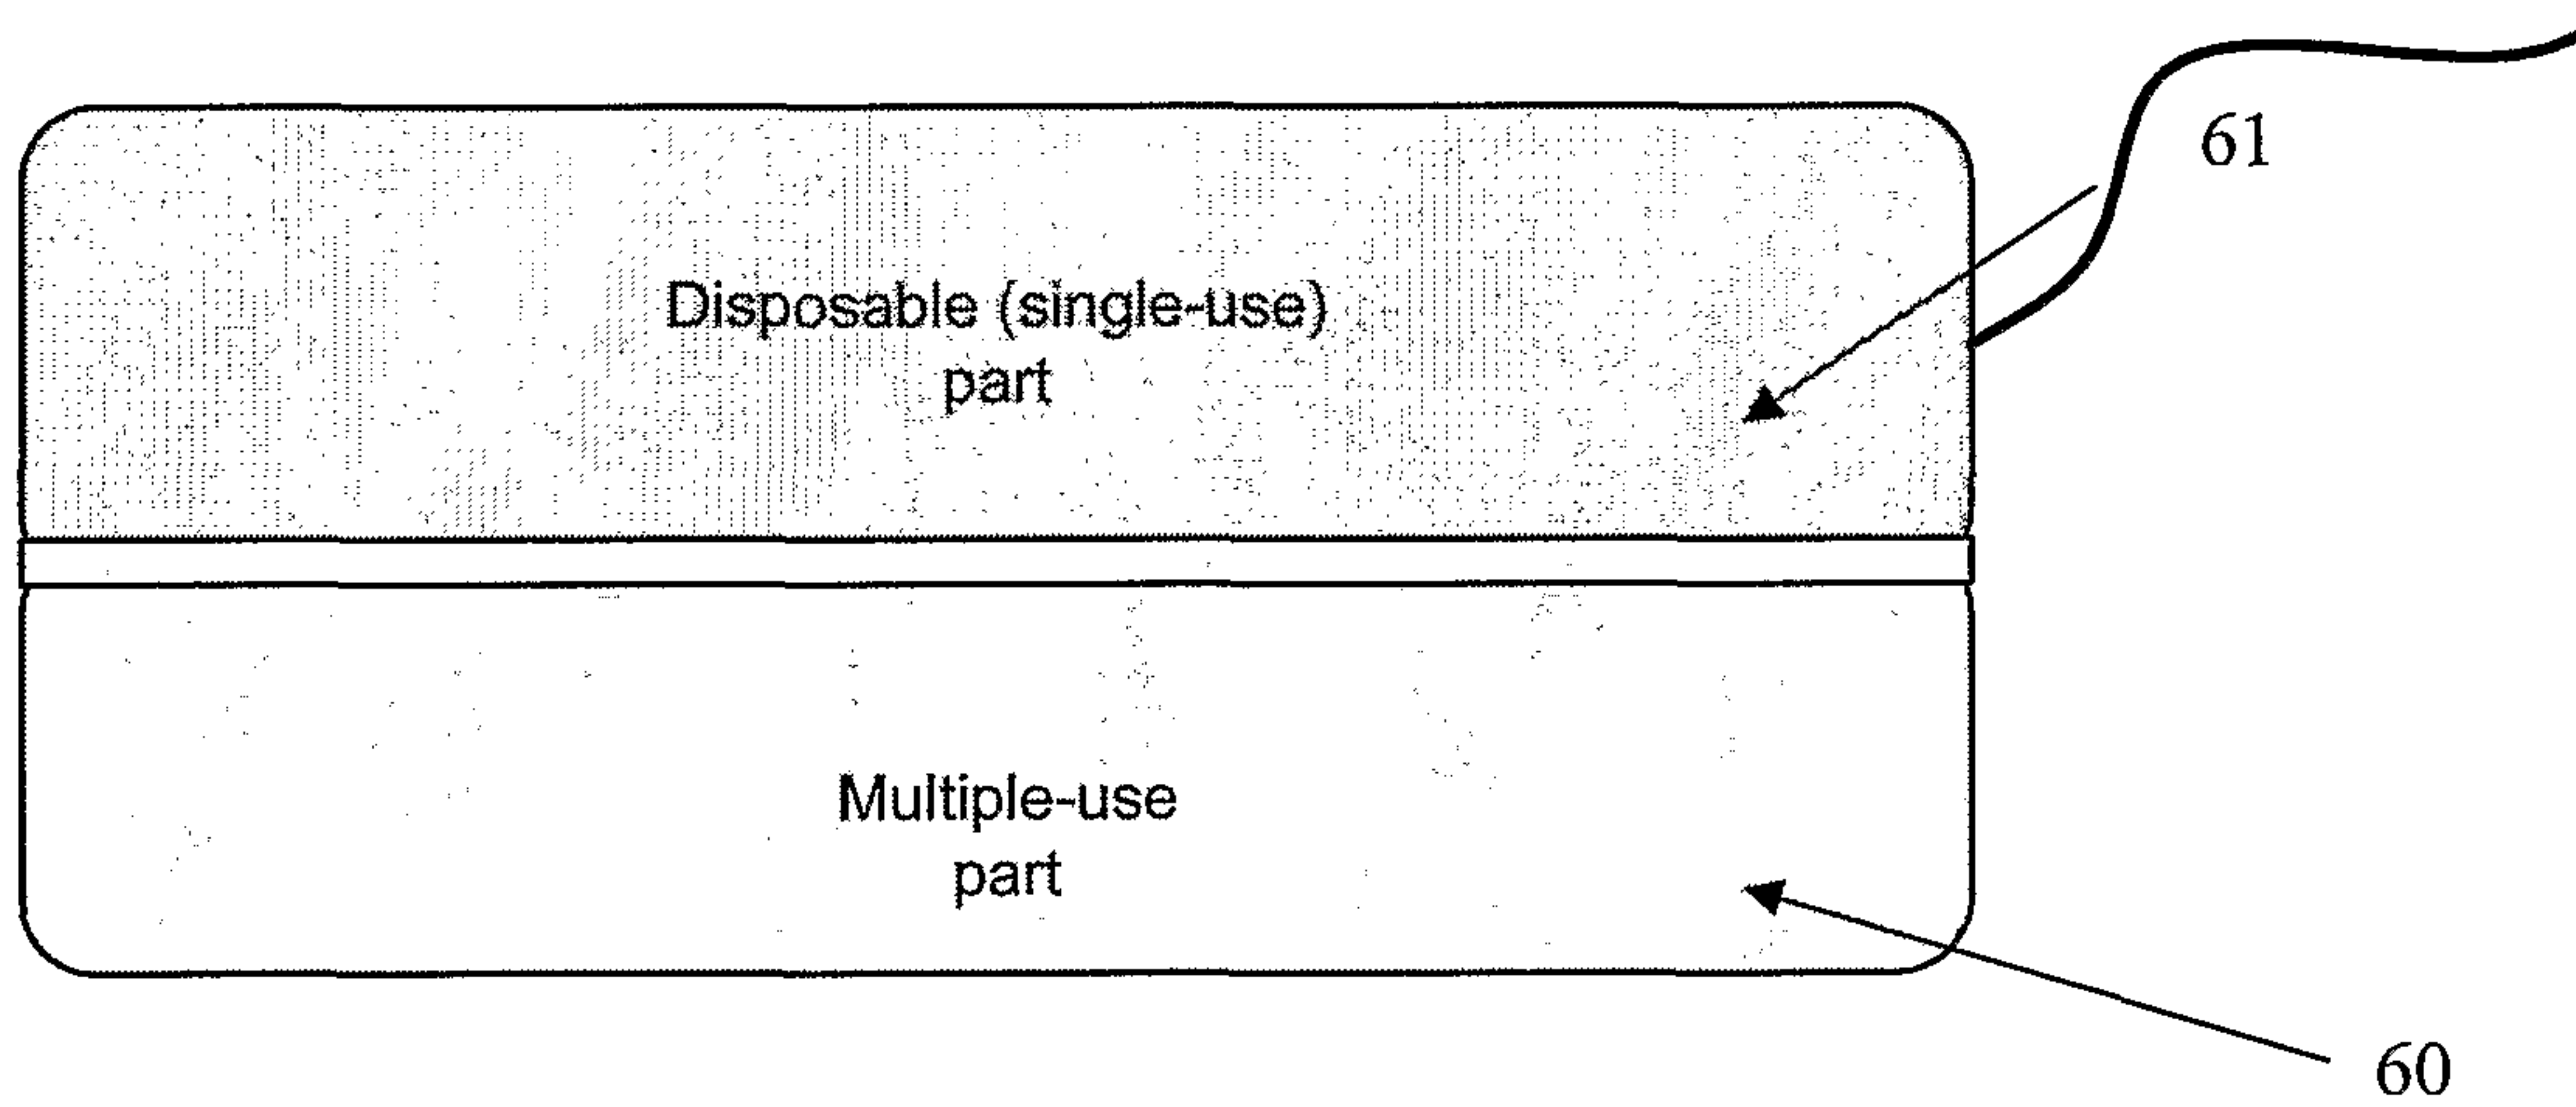 61
Disposable (single-use)
part
Multiple-use
part
60